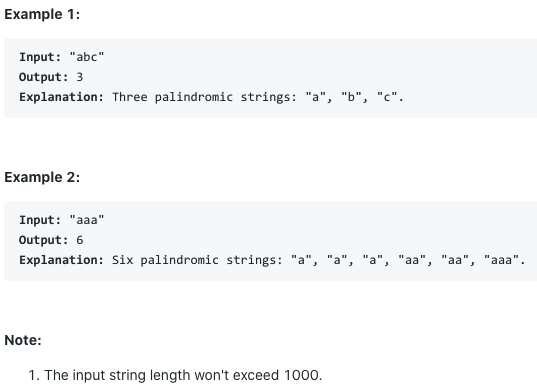 Example 1:
Input: "abc"
Output: 3
Explanation: Three palindromic strings: "a", "b", "c".
Example 2:
Input: "aaa"
Output: 6
Explanation: Six palindromic strings: "a", "a", "a", "aa", "aa", "aaa".
Note:
1. The input string length won't exceed 1000.